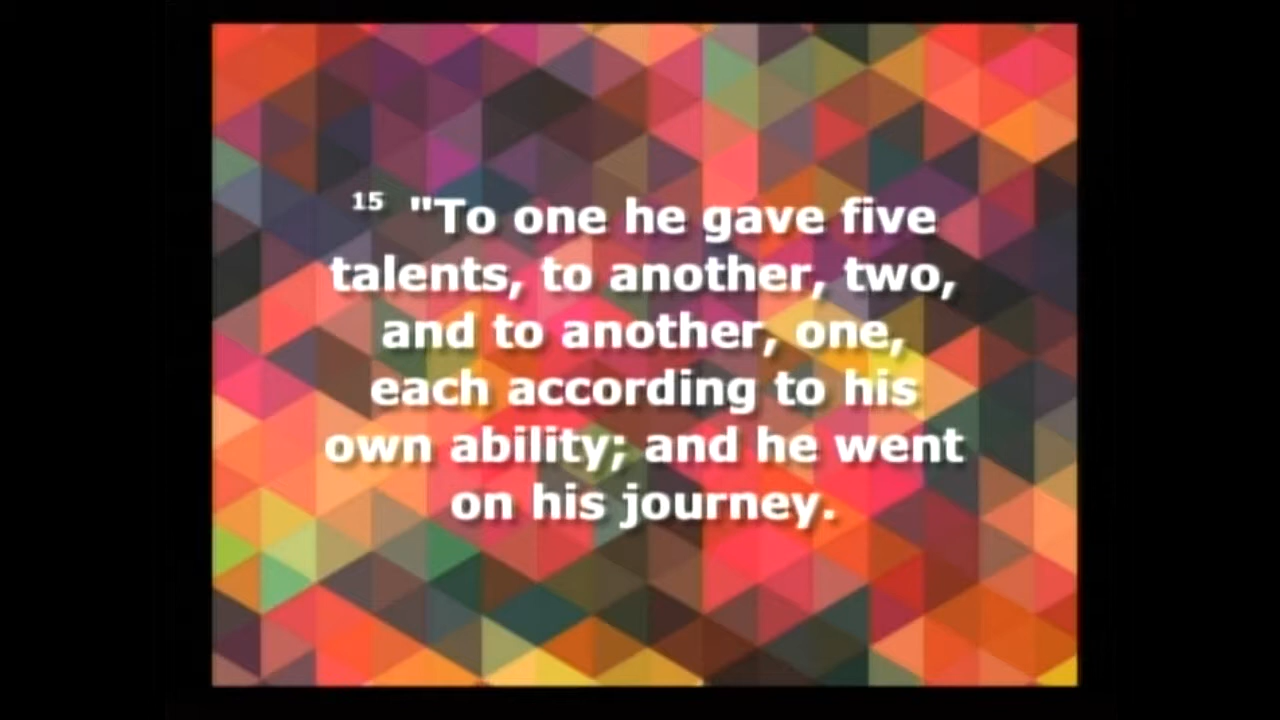 15 "To one he gave five
talents, to another, two,
and to another, one,
each according to his
own ability; and he went
on his journey.